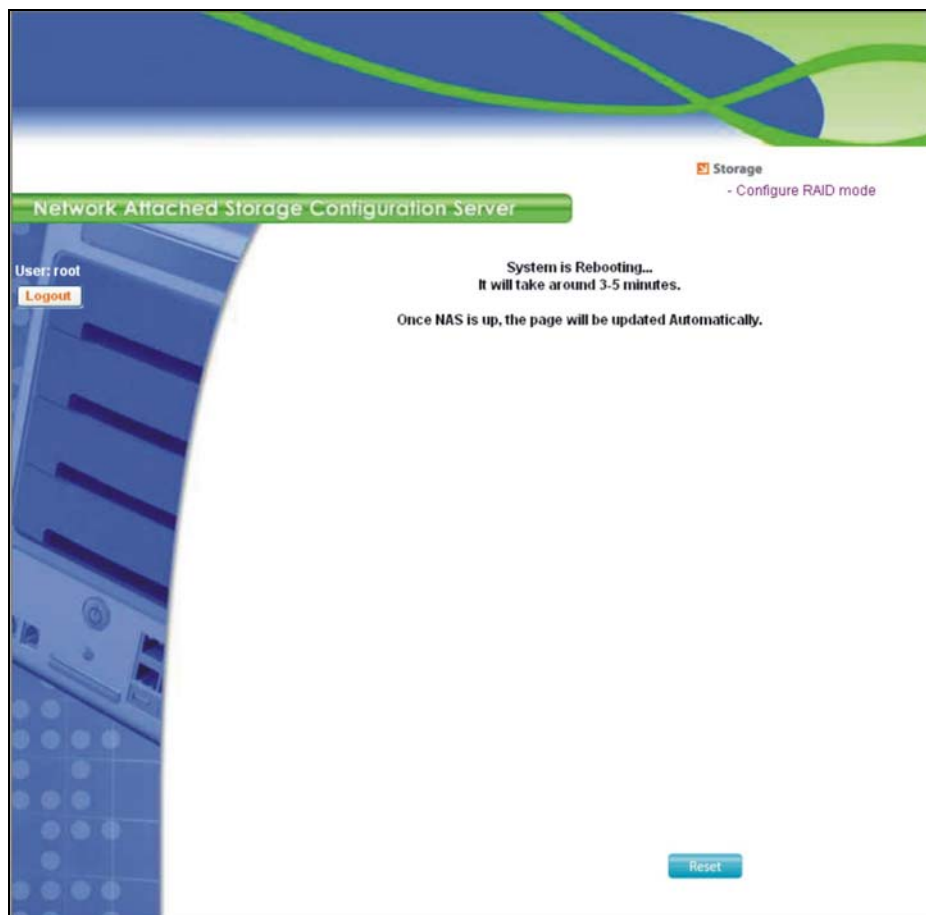 Storage
- Configure RAID mode
Network Attached Storage Configuration Server
User: root
Logout
System is Rebooting...
It will take around 3-5 minutes.
Once NAS is up, the page will be updated Automatically.
Reset